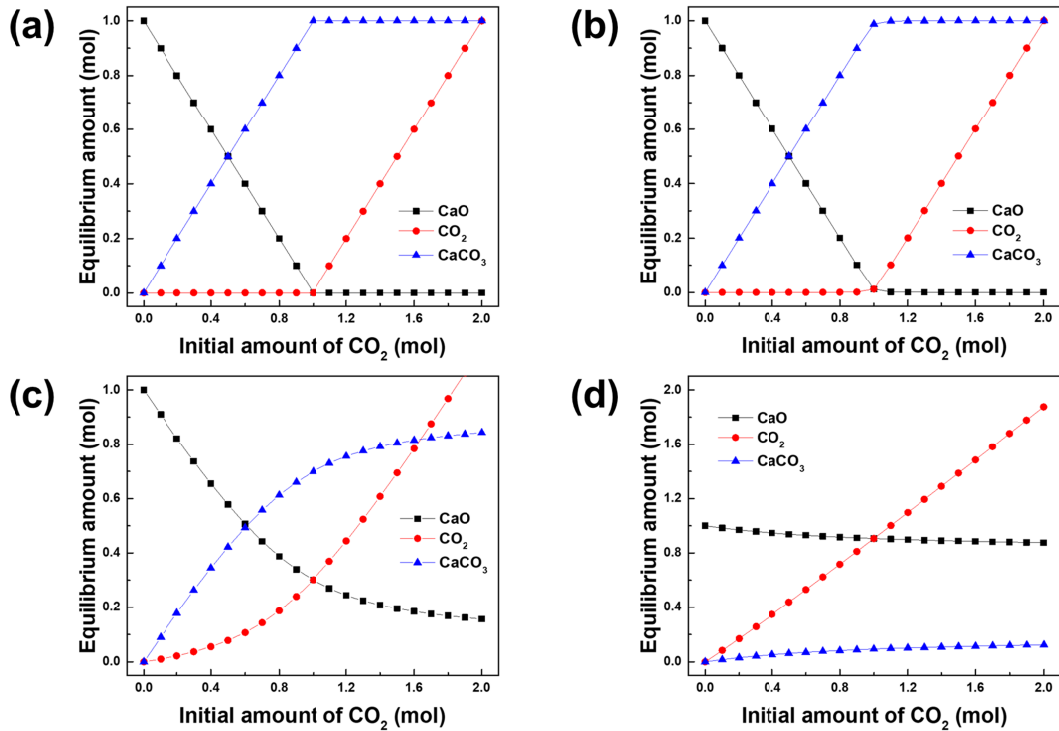 (a)
Equilibrium amount (mol)
1.0
0.8
0.6
0.4
0.2
0.0
CaO
CO₂
CaCO₃
0.0 0.4 0.8 1.2 1.6 2.0
Initial amount of CO₂ (mol)
(b)
Equilibrium amount (mol)
1.0
0.8
0.6
0.4
0.2
0.0
CaO
CO₂
CaCO₃
0.0 0.4 0.8 1.2 1.6 2.0
Initial amount of CO₂ (mol)
(c)
Equilibrium amount (mol)
1.0
0.8
0.6
0.4
0.2
0.0
CaO
CO₂
CaCO₃
0.0 0.4 0.8 1.2 1.6 2.0
Initial amount of CO₂ (mol)
(d)
Equilibrium amount (mol)
2.0
1.6
1.2
0.8
0.4
0.0
CaO
CO₂
CaCO₃
0.0 0.4 0.8 1.2 1.6 2.0
Initial amount of CO₂ (mol)